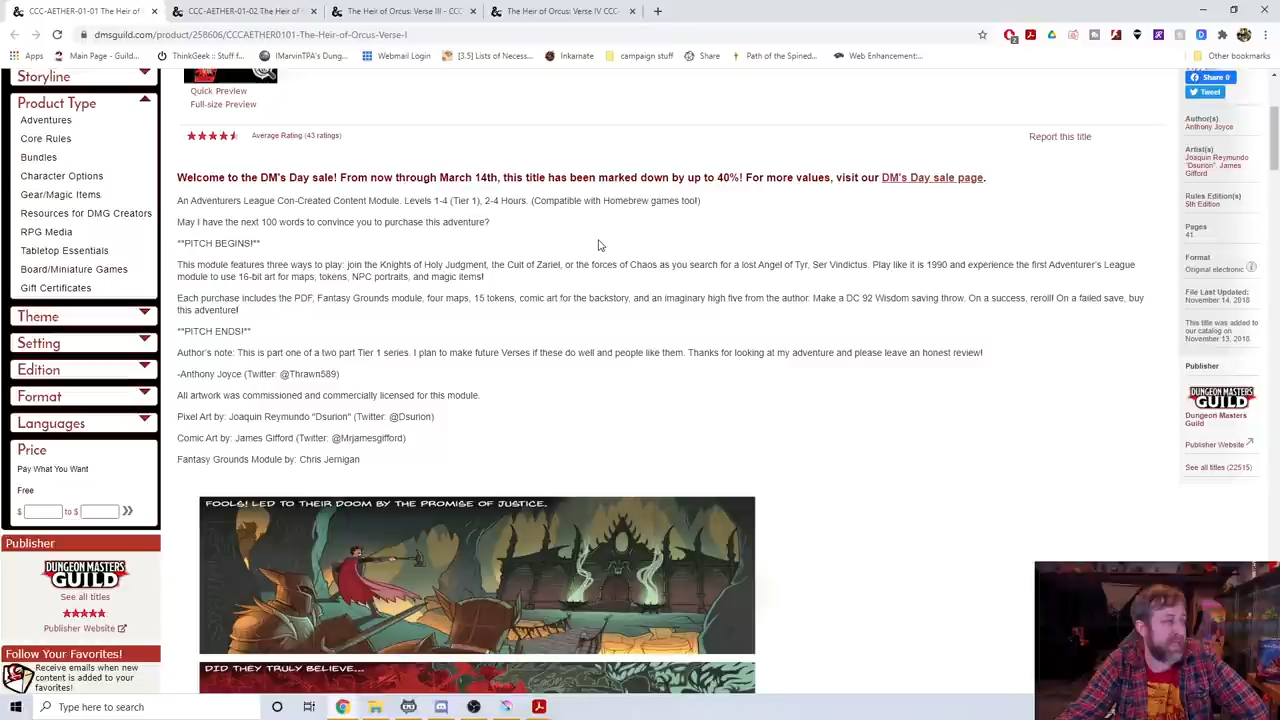 CCC-AETHER-01-01 The Heir of O
CCC-AETHER-01-02 The Heir of O
The Heir of Orcus: Verse III - CCC
The Heir of Orcus: Verse IV CCC-
dmsguild.com/product/258606/CCCAETHER0101-The-Heir-of-Orcus-Verse-I
Apps
Main Page - Guild...
ThinkGeek :: Stuff f...
IMarvinTPA's Dung...
Webmail Login
[3.5] Lists of Necess...
Inkarnate
campaign stuff
Share
Path of the Spined...
Web Enhancement:...
Other bookmarks
Storyline
Product Type
Adventures
Core Rules
Bundles
Character Options
Gear/Magic Items
Resources for DMG Creators
RPG Media
Tabletop Essentials
Board/Miniature Games
Gift Certificates
Theme
Setting
Edition
Format
Languages
Price
Pay What You Want
Free
$ to $
Publisher
DUNGEON MASTERS
GUILD
See all titles
Publisher Website
Follow Your Favorites!
Receive emails when new
content is added to your
favorites!
Quick Preview
Full-size Preview
Average Rating (43 ratings)
Report this title
Welcome to the DM's Day sale! From now through March 14th, this title has been marked down by up to 40%! For more values, visit our DM's Day sale page.
An Adventurers League Con-Created Content Module. Levels 1-4 (Tier 1), 2-4 Hours. (Compatible with Homebrew games too!)
May I have the next 100 words to convince you to purchase this adventure?
**PITCH BEGINS!**
This module features three ways to play: join the Knights of Holy Judgment, the Cult of Zariel, or the forces of Chaos as you search for a lost Angel of Tyr, Ser Vindictus. Play like it is 1990 and experience the first Adventurer's League
module to use 16-bit art for maps, tokens, NPC portraits, and magic items!
Each purchase includes the PDF, Fantasy Grounds module, four maps, 15 tokens, comic art for the backstory, and an imaginary high five from the author. Make a DC 92 Wisdom saving throw. On a success, reroll! On a failed save, buy
this adventure!
**PITCH ENDS!**
Author's note: This is part one of a two part Tier 1 series. I plan to make future Verses if these do well and people like them. Thanks for looking at my adventure and please leave an honest review!
-Anthony Joyce (Twitter: @Thrawn589)
All artwork was commissioned and commercially licensed for this module.
Pixel Art by: Joaquin Reymundo "Dsurion" (Twitter: @Dsurion)
Comic Art by: James Gifford (Twitter: @Mrjamesgifford)
Fantasy Grounds Module by: Chris Jernigan
FOOLS! LED TO THEIR DOOM BY THE PROMISE OF JUSTICE.
DID THEY TRULY BELIEVE...
Share 0
Tweet
Author(s)
Anthony Joyce
Artist(s)
Joaquin Reymundo
"Dsurion", James
Gifford
Rules Edition(s)
5th Edition
Pages
41
Format
Original electronic
File Last Updated:
November 14, 2018
This title was added to
our catalog on
November 13, 2018.
Publisher
DUNGEON MASTERS
GUILD
Dungeon Masters
Guild
Publisher Website
See all titles (22515)
Type here to search